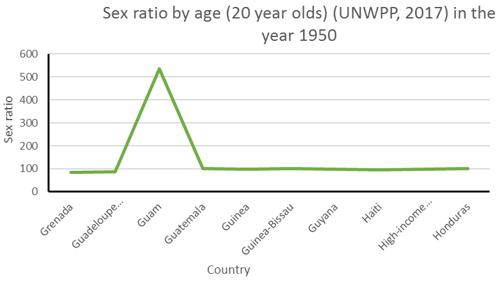 Sex ratio by age (20 year olds) (UNWPP, 2017) in the
year 1950
600
500
400
300
200
100
0
Sex ratio
Grenada
Guadeloupe...
Guam
Guatemala
Guinea
Guinea-Bissau
Guyana
Haiti
High-income...
Honduras
Country